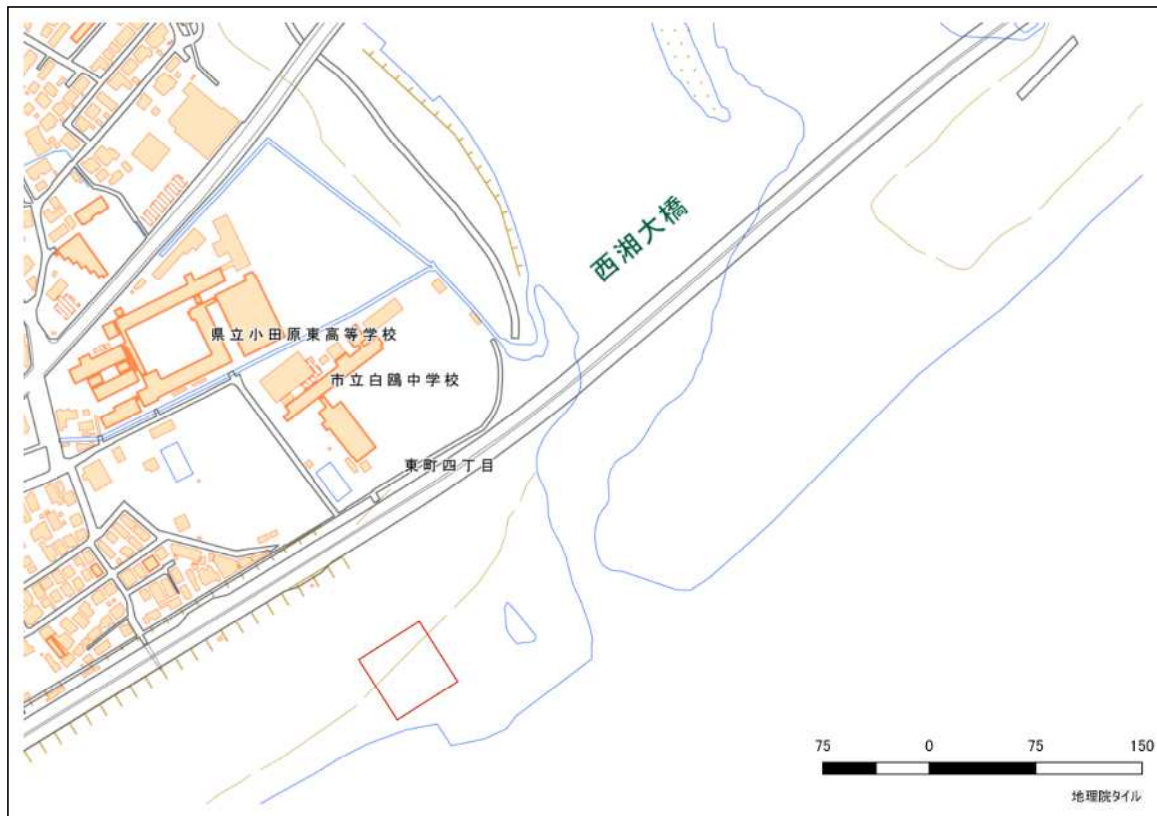 西湘大橋
県立小田原東高等学校
市立白鴎中学校
東町四丁目
75 0 75 150
地理院タイル